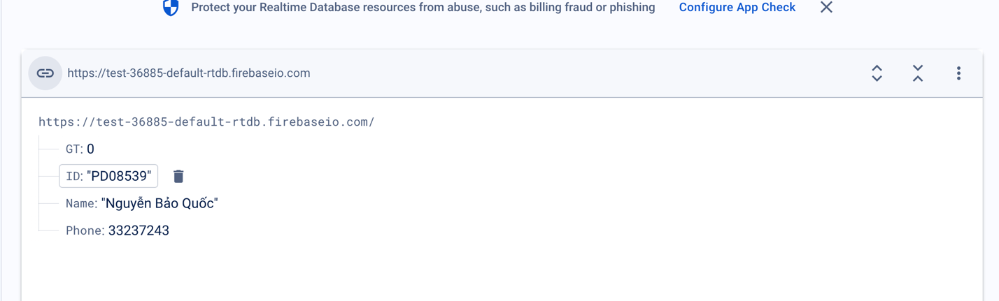 Protect your Realtime Database resources from abuse, such as billing fraud or phishing Configure App Check
https://test-36885-default-rtdb.firebaseio.com
https://test-36885-default-rtdb.firebaseio.com/
GT: 0
ID: "PD08539"
Name: "Nguyễn Bảo Quốc"
Phone: 33237243